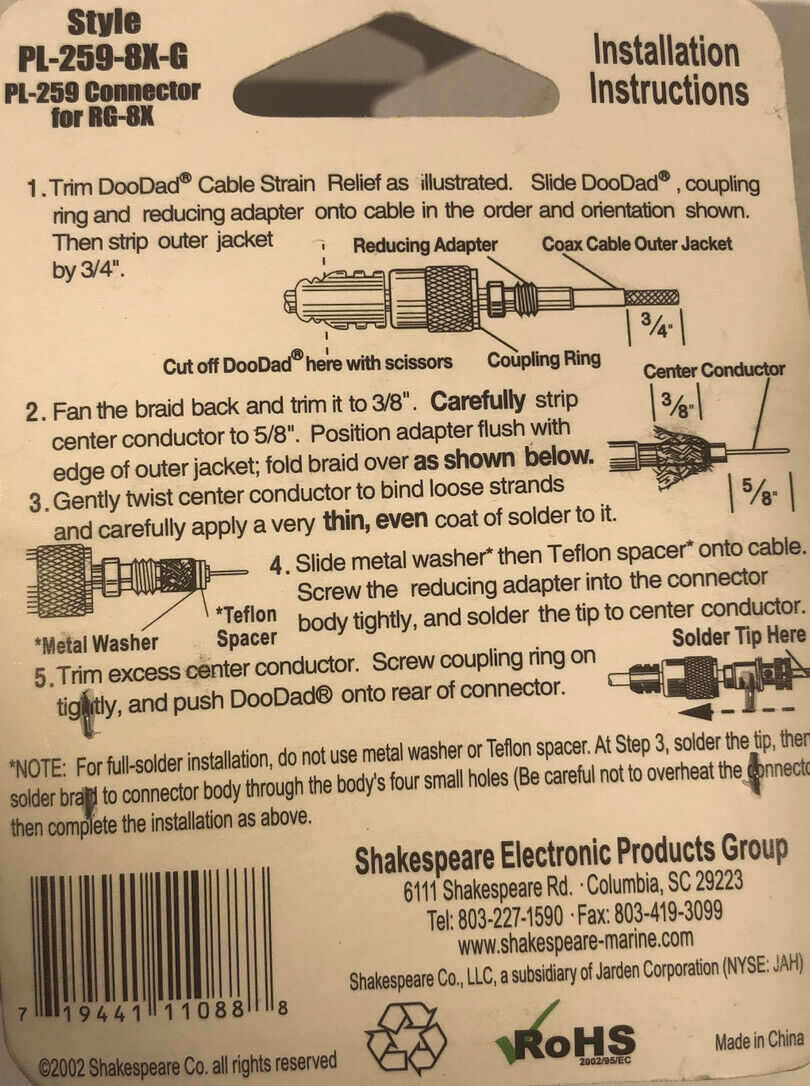 Style
PL-259-8X-G
PL-259 Connector
for RG-8X
Installation
Instructions
1. Trim DooDad® Cable Strain Relief as illustrated. Slide DooDad®, coupling
ring and reducing adapter onto cable in the order and orientation shown.
Then strip outer jacket
by 3/4".
Reducing Adapter
Coax Cable Outer Jacket
3/4"
Cut off DooDad® here with scissors
Coupling Ring
Center Conductor
2. Fan the braid back and trim it to 3/8". Carefully strip
center conductor to 5/8". Position adapter flush with
edge of outer jacket; fold braid over as shown below.
3/8"
5/8"
3. Gently twist center conductor to bind loose strands
and carefully apply a very thin, even coat of solder to it.
4. Slide metal washer* then Teflon spacer* onto cable.
Screw the reducing adapter into the connector
body tightly, and solder the tip to center conductor.
*Metal Washer
*Teflon
Spacer
Solder Tip Here
5. Trim excess center conductor. Screw coupling ring on
tightly, and push DooDad® onto rear of connector.
*NOTE: For full-solder installation, do not use metal washer or Teflon spacer. At Step 3, solder the tip, then
solder braid to connector body through the body's four small holes (Be careful not to overheat the connecto
then complete the installation as above.
Shakespeare Electronic Products Group
6111 Shakespeare Rd. · Columbia, SC 29223
Tel: 803-227-1590 · Fax: 803-419-3099
www.shakespeare-marine.com
Shakespeare Co., LLC, a subsidiary of Jarden Corporation (NYSE: JAH)
7 19441 11088 8
©2002 Shakespeare Co. all rights reserved
RoHS
2002/95/EC
Made in China